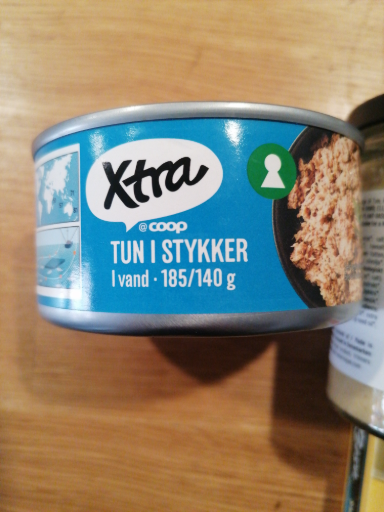 Xtra
@coop
TUN I STYKKER
I vand · 185/140 g